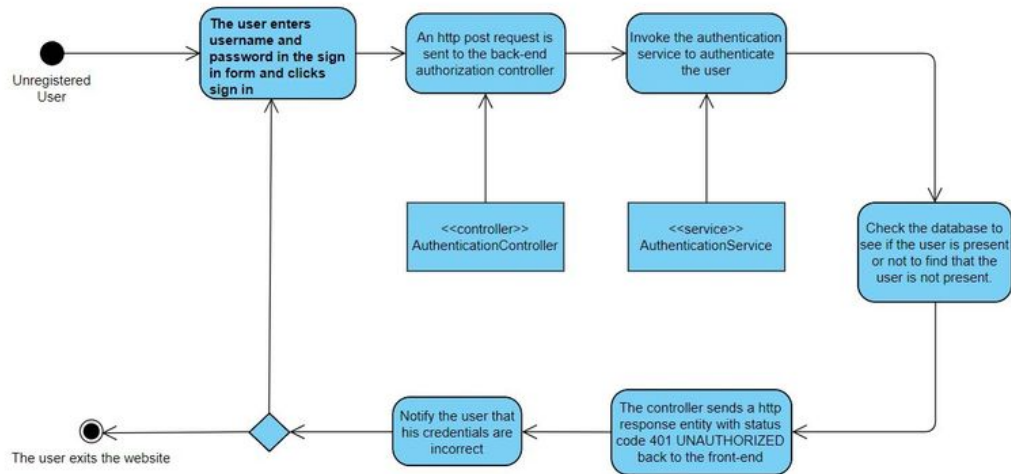 Unregistered
User
The user enters
username and
password in the sign
in form and clicks
sign in
An http post request is
sent to the back-end
authorization controller
Invoke the authentication
service to authenticate
the user
<<controller>>
AuthenticationController
<<service>>
AuthenticationService
Check the database to
see if the user is present
or not to find that the
user is not present.
The controller sends a http
response entity with status
code 401 UNAUTHORIZED
back to the front-end
Notify the user that
his credentials are
incorrect
The user exits the website